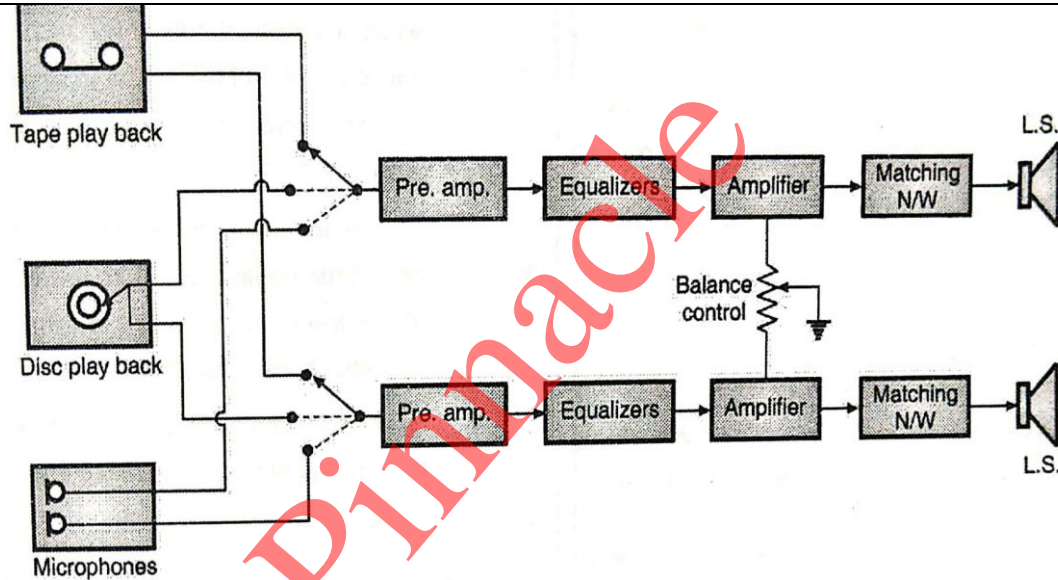 Tape play back
Disc play back
Microphones
Pre. amp.
Equalizers
Amplifier
Matching
N/W
L.S.
Balance
control
Pre. amp.
Equalizers
Amplifier
Matching
N/W
L.S.
Pinnacle